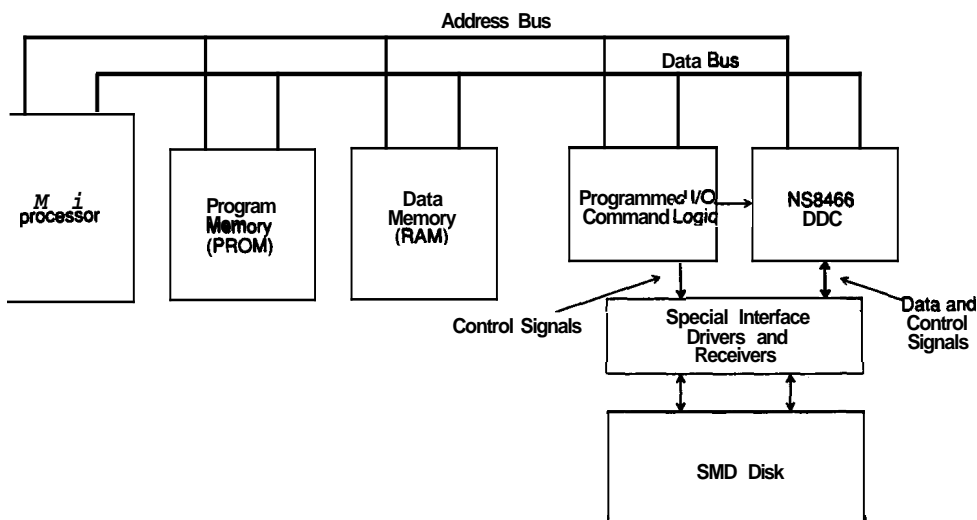 Address Bus
Data Bus
M i
processor
Program
Memory
(PROM)
Data
Memory
(RAM)
Programmed I/O
Command Logic
NS8466
DDC
Control Signals
Special Interface
Drivers and
Receivers
Data and
Control
Signals
SMD Disk